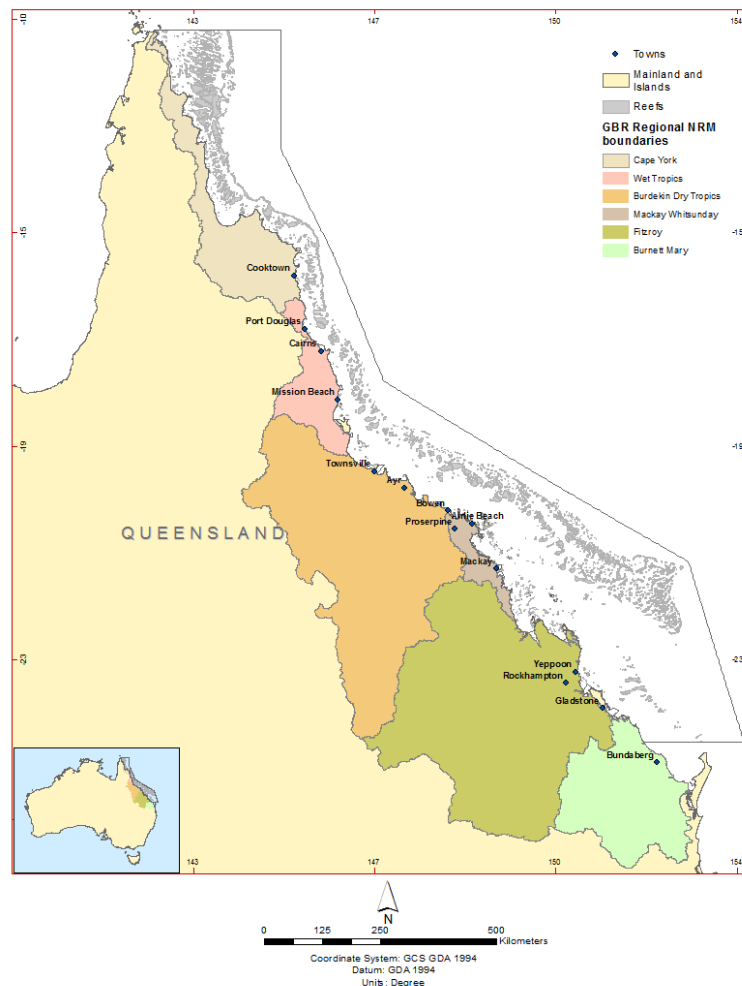 143
147
150
154
-10
Towns
Mainland and
Islands
Reefs
GBR Regional NRM
boundaries
Cape York
Wet Tropics
Burdekin Dry Tropics
Mackay Whitsunday
Fitzroy
Burnett Mary
-15
-15
Cooktown
Port Douglas
Cairns
Mission Beach
-19
-19
Townsville
Ayr
Bowen
Airlie Beach
Proserpine
QUEENSLAND
Mackay
-23
-23
Yeppoon
Rockhampton
Gladstone
Bundaberg
143
147
150
154
N
0 125 250 500
Kilometers
Coordinate System: GCS GDA 1994
Datum: GDA 1994
Units: Degree